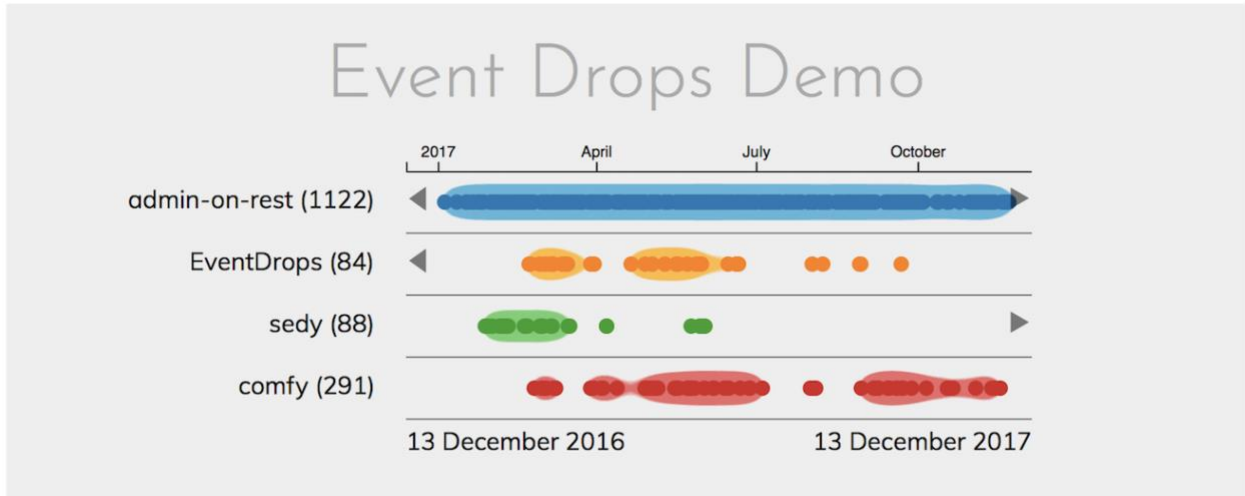 Event Drops Demo
2017 April July October
admin-on-rest (1122)
EventDrops (84)
sedy (88)
comfy (291)
13 December 2016 13 December 2017